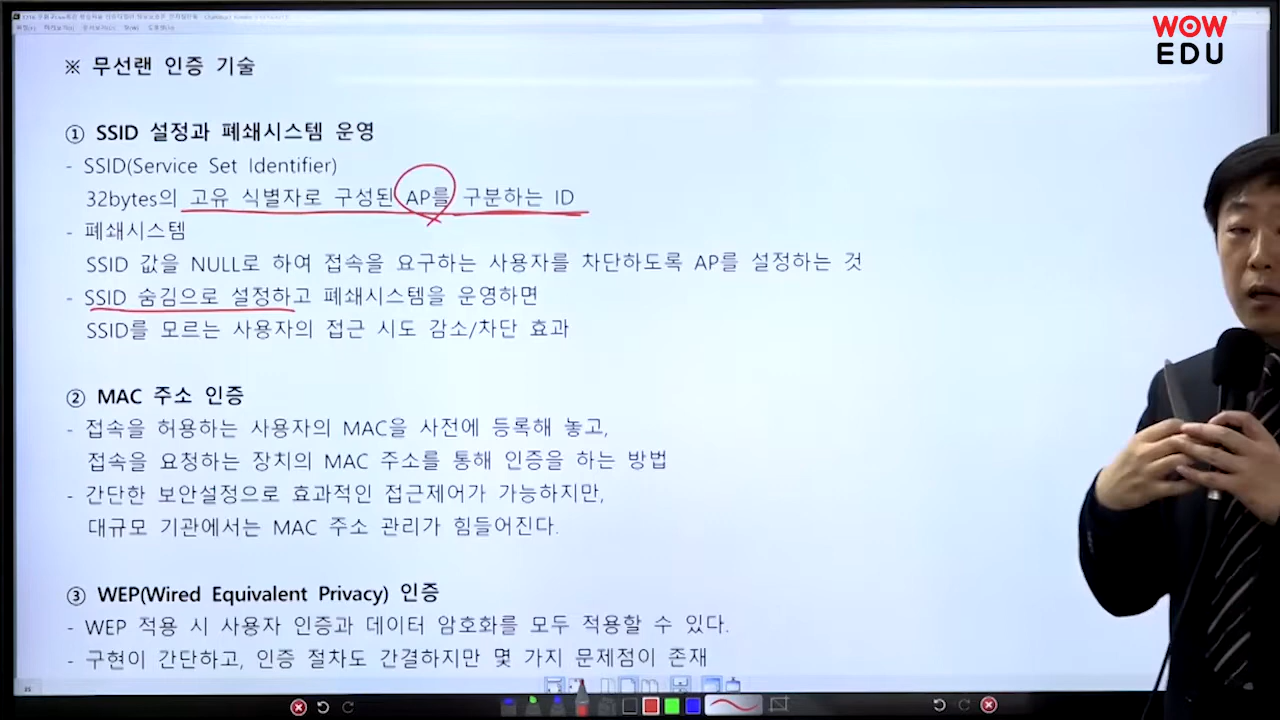 WOW
EDU
※ 무선랜 인증 기술
① SSID 설정과 폐쇄시스템 운영
- SSID(Service Set Identifier)
32bytes의 고유 식별자로 구성된 AP를 구분하는 ID
- 폐쇄시스템
SSID 값을 NULL로 하여 접속을 요구하는 사용자를 차단하도록 AP를 설정하는 것
- SSID 숨김으로 설정하고 폐쇄시스템을 운영하면
SSID를 모르는 사용자의 접근 시도 감소/차단 효과
② MAC 주소 인증
- 접속을 허용하는 사용자의 MAC을 사전에 등록해 놓고,
접속을 요청하는 장치의 MAC 주소를 통해 인증을 하는 방법
- 간단한 보안설정으로 효과적인 접근제어가 가능하지만,
대규모 기관에서는 MAC 주소 관리가 힘들어진다.
③ WEP(Wired Equivalent Privacy) 인증
- WEP 적용 시 사용자 인증과 데이터 암호화를 모두 적용할 수 있다.
- 구현이 간단하고, 인증 절차도 간결하지만 몇 가지 문제점이 존재